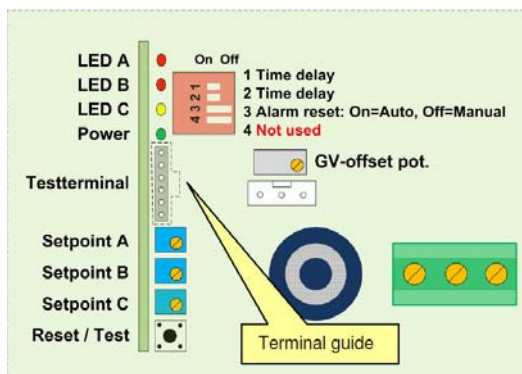 LED A
LED B
LED C
Power
On Off
1 2 3 4
1 Time delay
2 Time delay
3 Alarm reset: On=Auto, Off=Manual
4 Not used
GV-offset pot.
Testterminal
Setpoint A
Setpoint B
Setpoint C
Reset / Test
Terminal guide